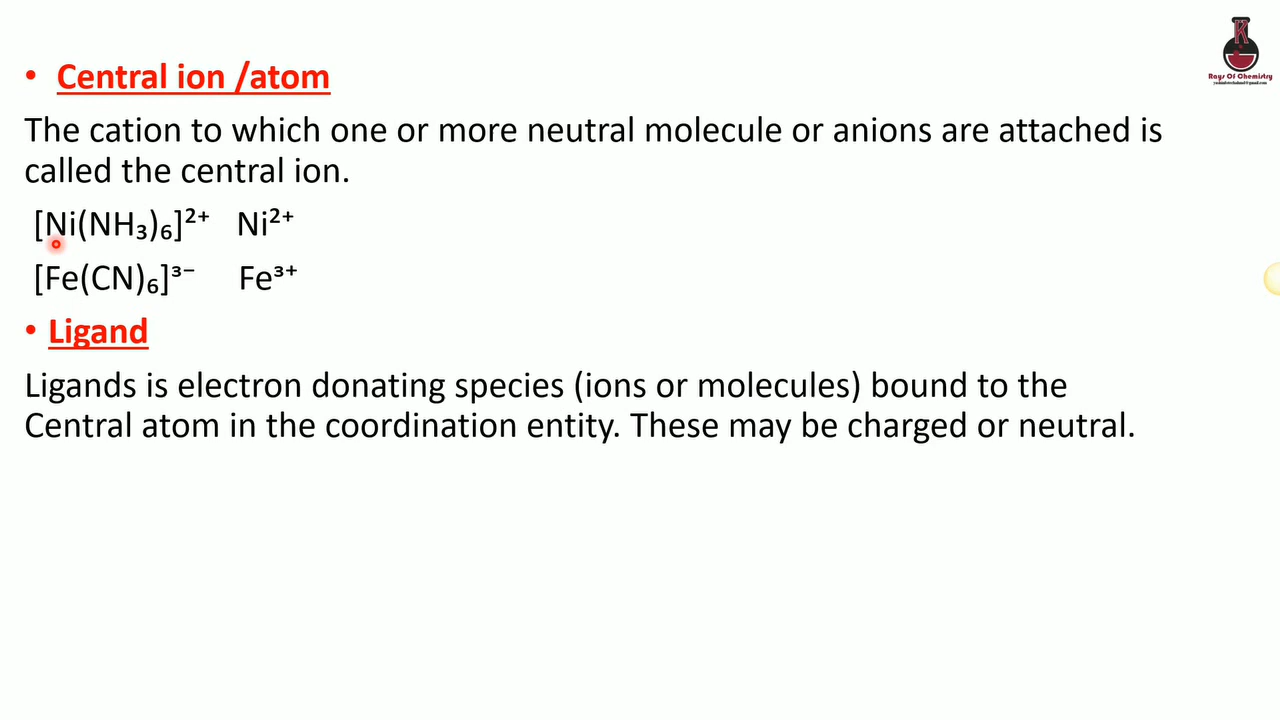 Rays Of Chemistry
• Central ion /atom
The cation to which one or more neutral molecule or anions are attached is
called the central ion.
[Ni(NH₃)₆]²⁺ Ni²⁺
[Fe(CN)₆]³⁻ Fe³⁺
• Ligand
Ligands is electron donating species (ions or molecules) bound to the
Central atom in the coordination entity. These may be charged or neutral.